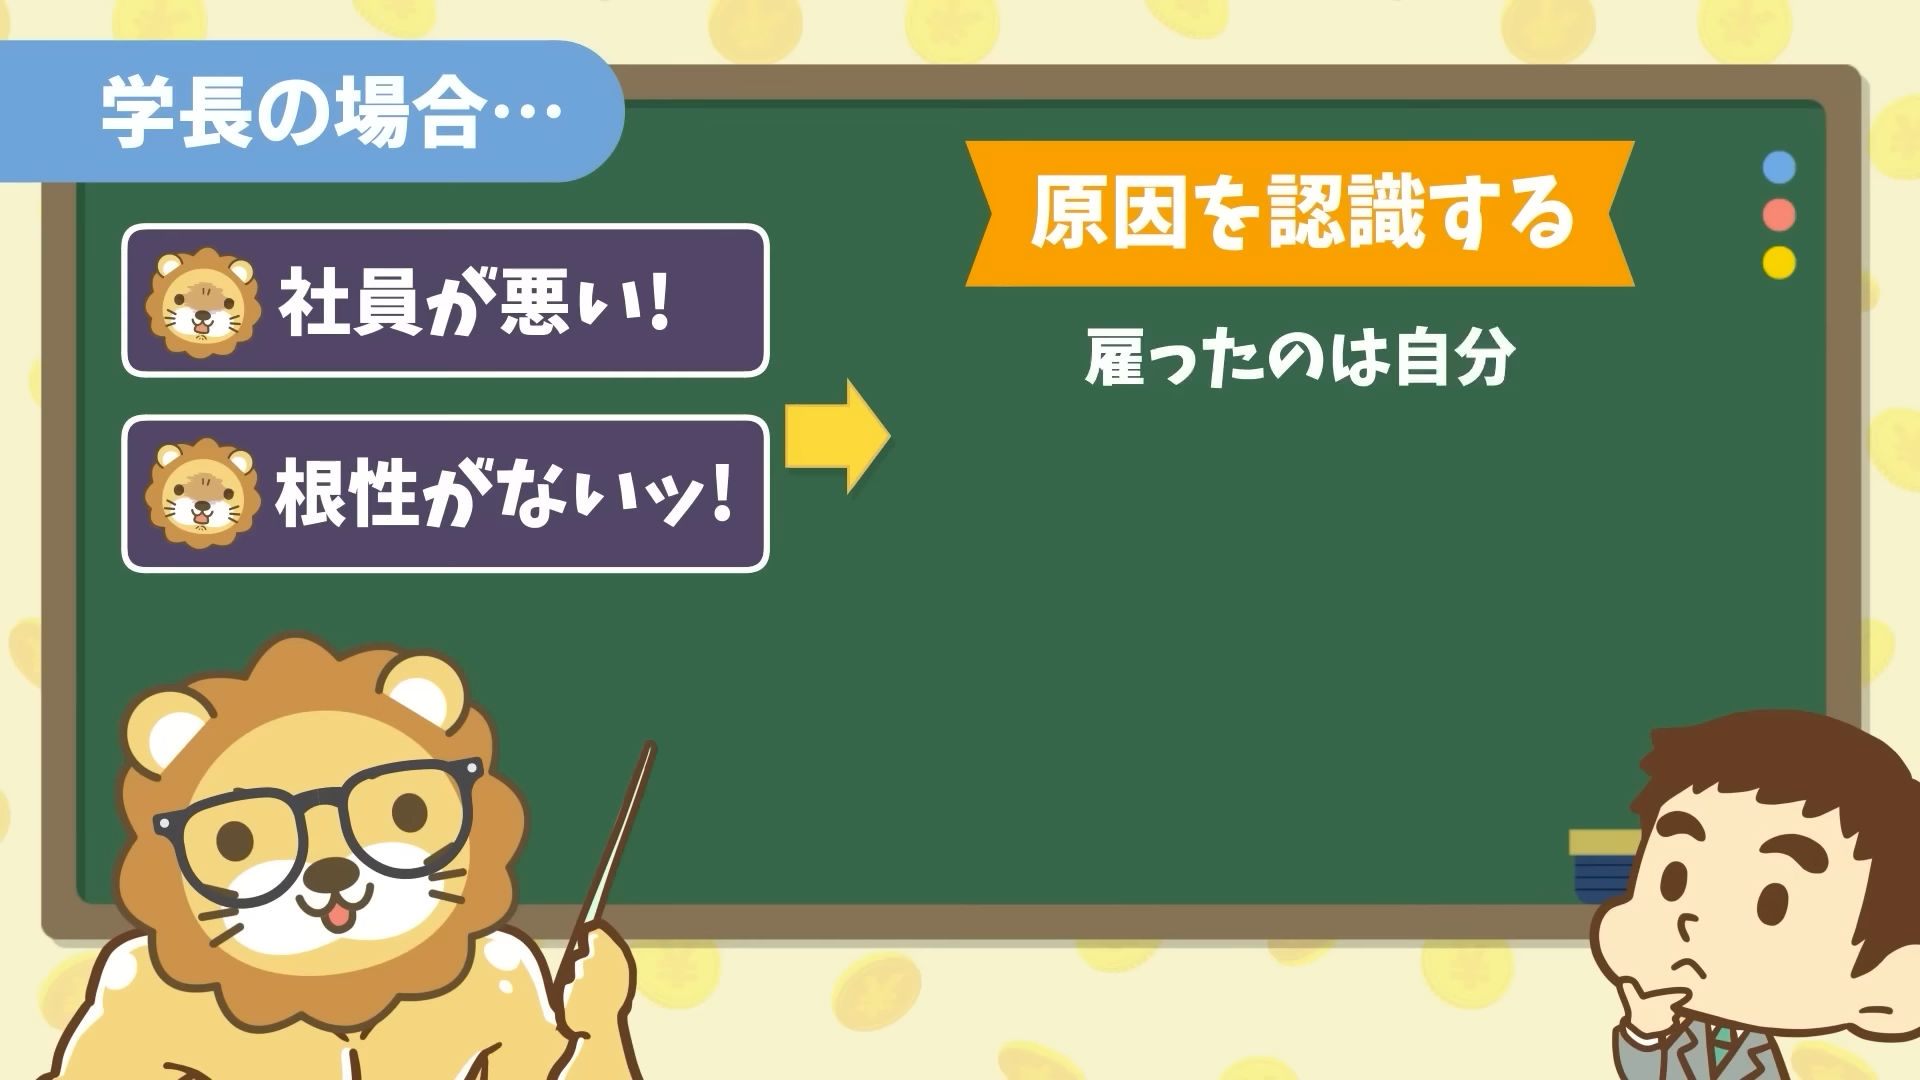 学長の場合…
社員が悪い!
根性がないッ!
原因を認識する
雇ったのは自分